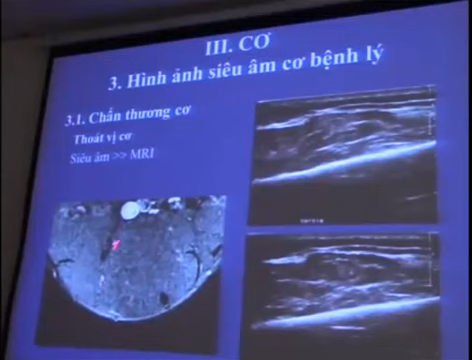 III. CƠ
3. Hình ảnh siêu âm cơ bệnh lý
3.1. Chấn thương cơ
Thoát vị cơ
Siêu âm >> MRI